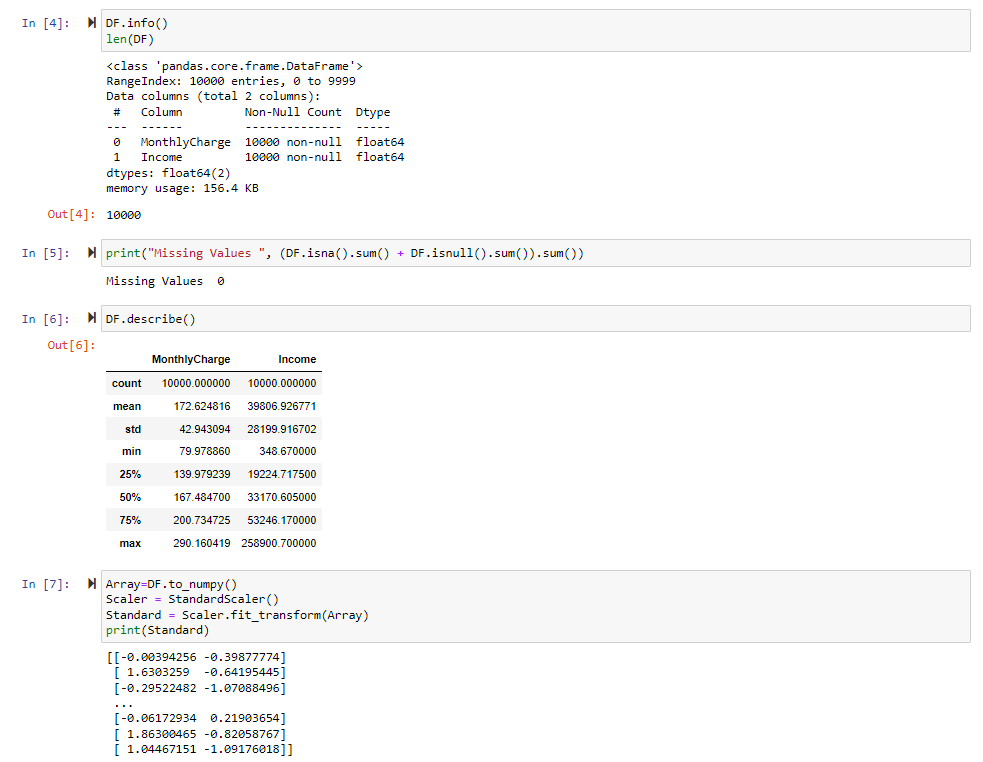 In [4]: DF.info()
len(DF)
<class 'pandas.core.frame.DataFrame'>
RangeIndex: 10000 entries, 0 to 9999
Data columns (total 2 columns):
 #   Column         Non-Null Count  Dtype
---  ------         --------------  -----
 0   MonthlyCharge  10000 non-null  float64
 1   Income         10000 non-null  float64
dtypes: float64(2)
memory usage: 156.4 KB
Out[4]: 10000
In [5]: print("Missing Values ", (DF.isna().sum() + DF.isnull().sum()).sum())
Missing Values  0
In [6]: DF.describe()
Out[6]:
MonthlyCharge Income
count 10000.000000 10000.000000
mean 172.624816 39806.926771
std 42.943094 28199.916702
min 79.978860 348.670000
25% 139.979239 19224.717500
50% 167.484700 33170.605000
75% 200.734725 53246.170000
max 290.160419 258900.700000
In [7]: Array=DF.to_numpy()
Scaler = StandardScaler()
Standard = Scaler.fit_transform(Array)
print(Standard)
[[-0.00394256 -0.39877774]
 [ 1.6303259  -0.64195445]
 [-0.29522482 -1.07088496]
 ...
 [-0.06172934  0.21903654]
 [ 1.86300465 -0.82058767]
 [ 1.04467151 -1.09176018]]